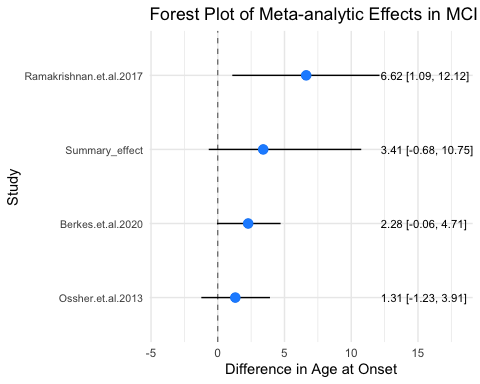 Forest Plot of Meta-analytic Effects in MCI
Study
Ramakrishnan.et.al.2017 6.62 [1.09, 12.12]
Summary_effect 3.41 [-0.68, 10.75]
Berkes.et.al.2020 2.28 [-0.06, 4.71]
Ossher.et.al.2013 1.31 [-1.23, 3.91]
-5 0 5 10 15
Difference in Age at Onset